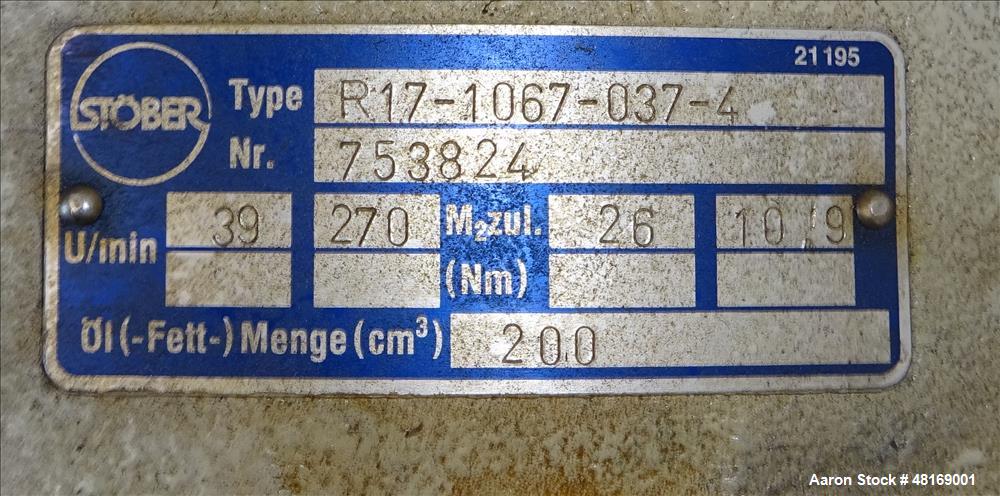 21195
STÖBER
Type R17-1067-037-4
Nr. 753824
U/min 39 270 M₂zul. (Nm) 26 10/9
Öl (-Fett-) Menge (cm³) 200
Aaron Stock # 48169001